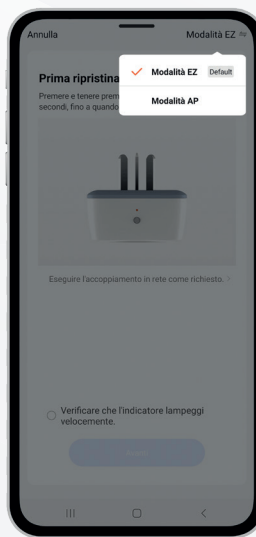 Annulla Modalità EZ
Modalità EZ Default
Modalità AP
Prima ripristina
Premere e tenere prem
secondi, fino a quando
Eseguire l'accoppiamento in rete come richiesto. >
Verificare che l'indicatore lampeggi
velocemente.